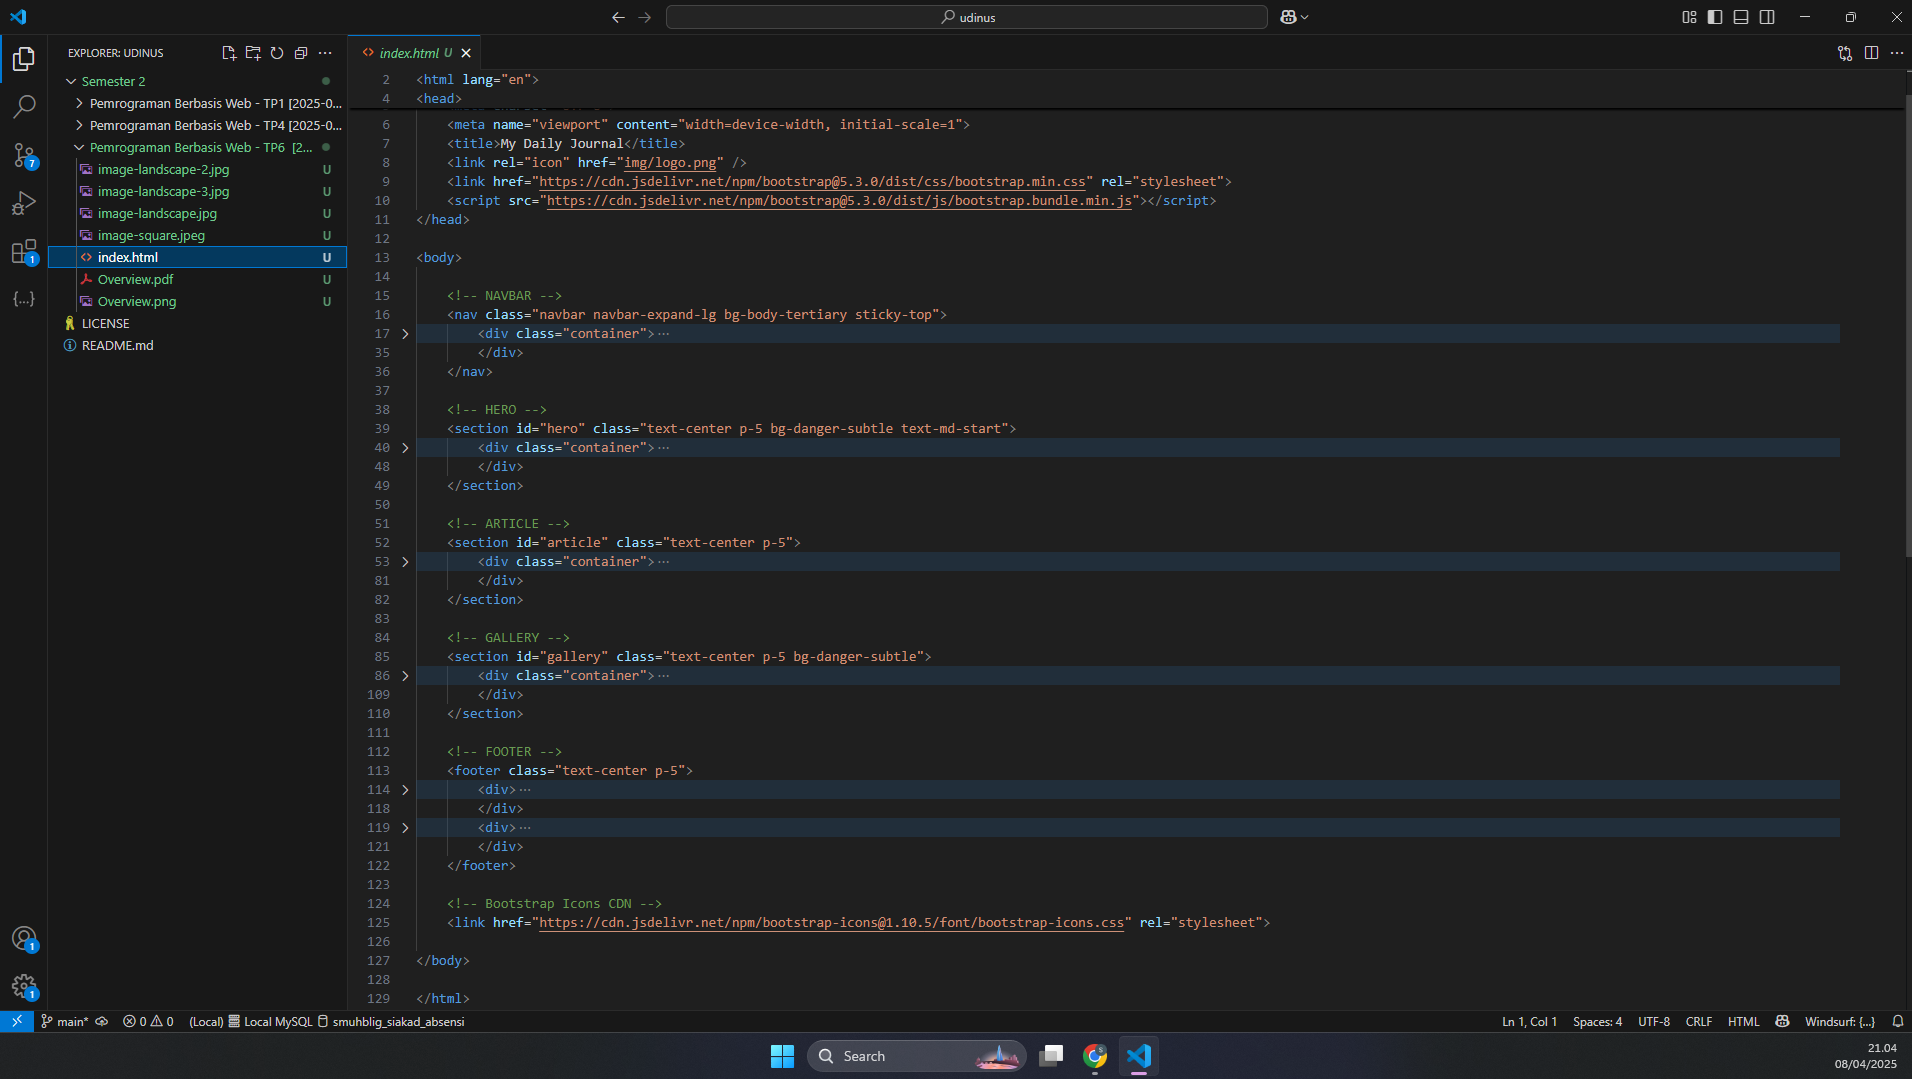 udinus
EXPLORER: UDINUS
Semester 2
Pemrograman Berbasis Web - TP1 [2025-0...
Pemrograman Berbasis Web - TP4 [2025-0...
Pemrograman Berbasis Web - TP6 [2...
image-landscape-2.jpg U
image-landscape-3.jpg U
image-landscape.jpg U
image-square.jpeg U
index.html U
Overview.pdf U
Overview.png U
LICENSE
README.md
7
1
1
1
index.html U
2 <html lang="en">
4 <head>
6 <meta name="viewport" content="width=device-width, initial-scale=1">
7 <title>My Daily Journal</title>
8 <link rel="icon" href="img/logo.png" />
9 <link href="https://cdn.jsdelivr.net/npm/bootstrap@5.3.0/dist/css/bootstrap.min.css" rel="stylesheet">
10 <script src="https://cdn.jsdelivr.net/npm/bootstrap@5.3.0/dist/js/bootstrap.bundle.min.js"></script>
11 </head>
12
13 <body>
14
15 <!-- NAVBAR -->
16 <nav class="navbar navbar-expand-lg bg-body-tertiary sticky-top">
17 <div class="container">···
35 </div>
36 </nav>
37
38 <!-- HERO -->
39 <section id="hero" class="text-center p-5 bg-danger-subtle text-md-start">
40 <div class="container">···
48 </div>
49 </section>
50
51 <!-- ARTICLE -->
52 <section id="article" class="text-center p-5">
53 <div class="container">···
81 </div>
82 </section>
83
84 <!-- GALLERY -->
85 <section id="gallery" class="text-center p-5 bg-danger-subtle">
86 <div class="container">···
109 </div>
110 </section>
111
112 <!-- FOOTER -->
113 <footer class="text-center p-5">
114 <div>···
118 </div>
119 <div>···
121 </div>
122 </footer>
123
124 <!-- Bootstrap Icons CDN -->
125 <link href="https://cdn.jsdelivr.net/npm/bootstrap-icons@1.10.5/font/bootstrap-icons.css" rel="stylesheet">
126
127 </body>
128
129 </html>
main* 0 0 (Local) Local MySQL smuhblig_siakad_absensi Ln 1, Col 1 Spaces: 4 UTF-8 CRLF HTML Windsurf: {...}
Search
21.04
08/04/2025